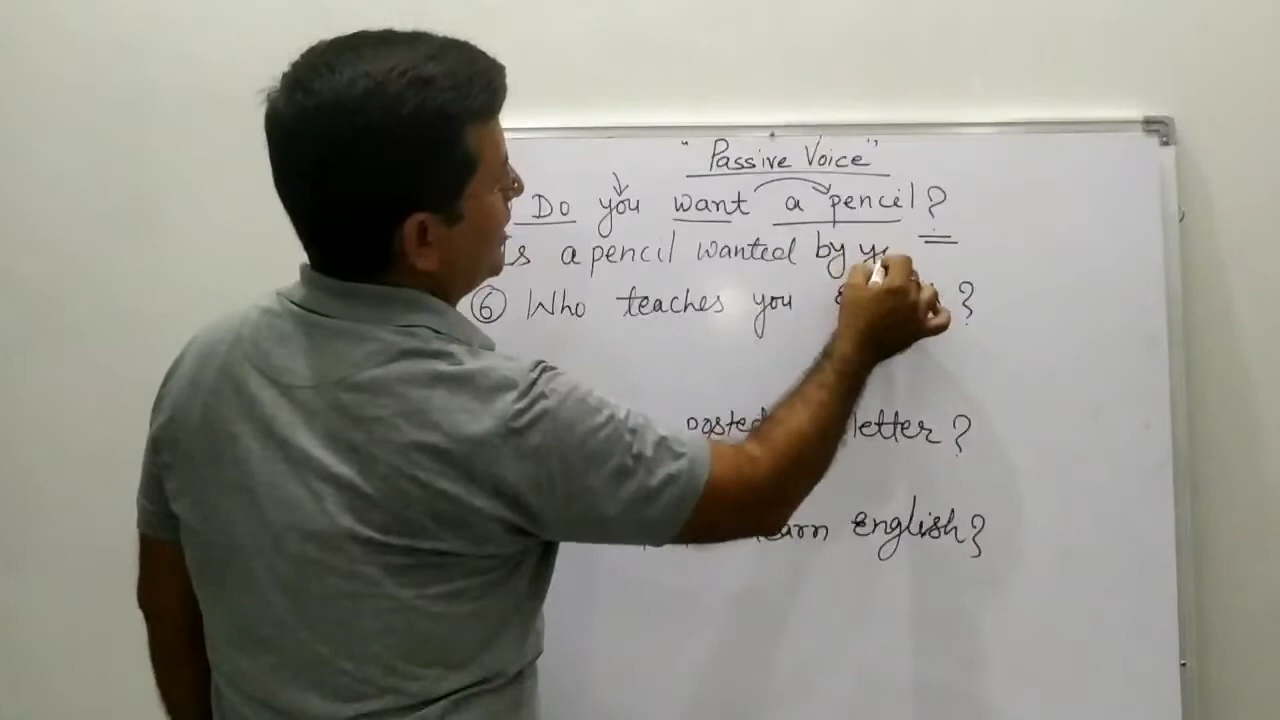 "Passive Voice"
Do you want a pencil?
Is a pencil wanted by
⑥ Who teaches you ?
posted letter?
learn English?